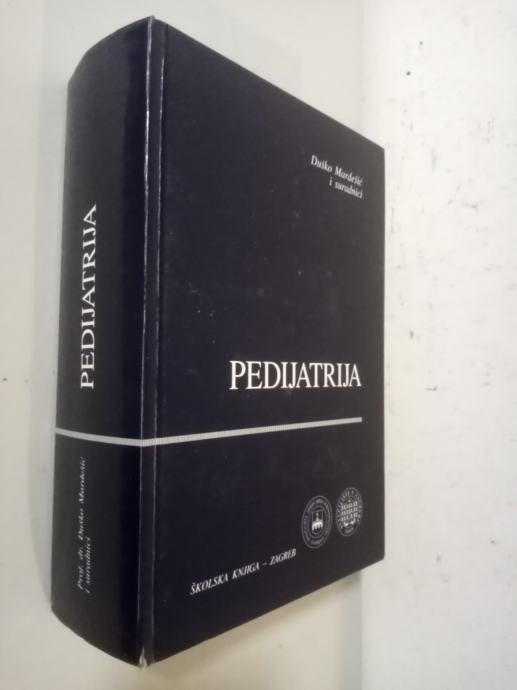 PEDIJATRIJA
Prof. dr. Duško Mardešić
i suradnici
Duško Mardešić
i suradnici
PEDIJATRIJA
ŠKOLSKA KNJIGA – ZAGREB